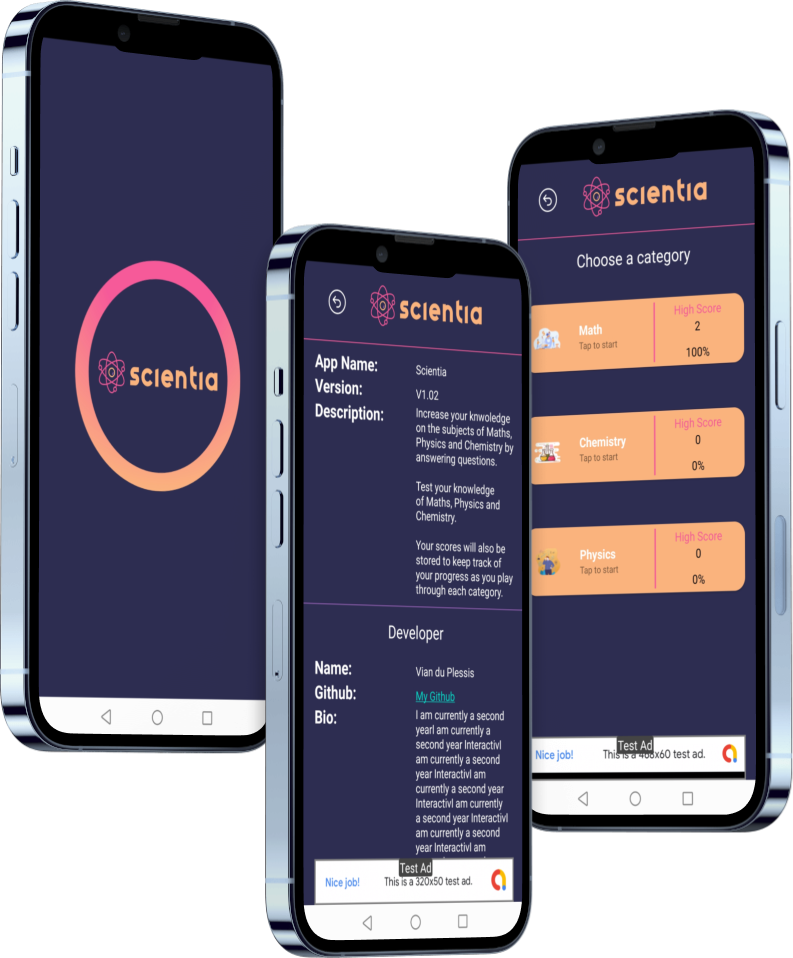 scientia
scientia
App Name:
Scientia
Version:
V1.02
Description:
Increase your knwoledge
on the subjects of Maths,
Physics and Chemistry by
answering questions.
Test your knowledge
of Maths, Physics and
Chemistry.
Your scores will also be
stored to keep track of
your progress as you play
through each category.
Developer
Name:
Vian du Plessis
Github:
My Github
Bio:
I am currently a second
yearI am currently a
second year InteractivI
am currently a second
year InteractivI am
currently a second year
InteractivI am currently
a second year InteractivI
am currently a second
year InteractivI am
Test Ad
Nice job!
This is a 320x50 test ad.
scientia
Choose a category
Math
Tap to start
High Score
2
100%
Chemistry
Tap to start
High Score
0
0%
Physics
Tap to start
High Score
0
0%
Test Ad
Nice job!
This is a 468x60 test ad.